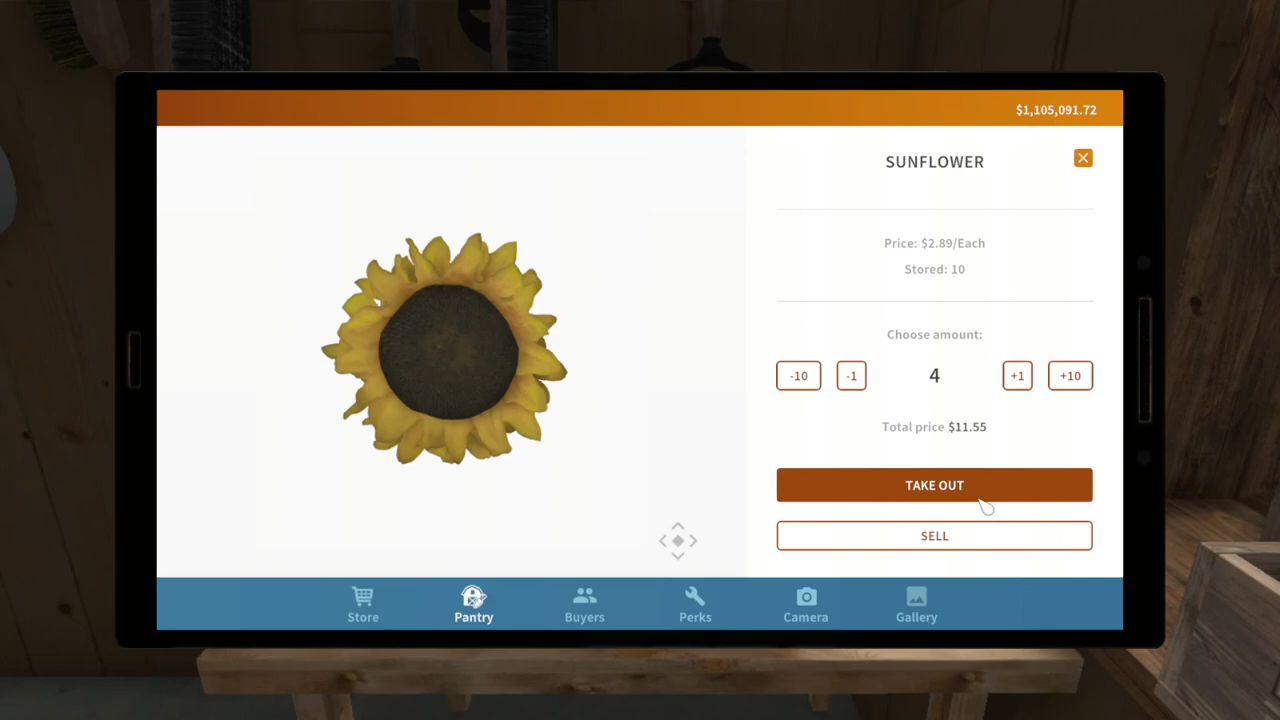 $1,105,091.72
SUNFLOWER
Price: $2.89/Each
Stored: 10
Choose amount:
-10 -1 4 +1 +10
Total price $11.55
TAKE OUT
SELL
Store Pantry Buyers Perks Camera Gallery